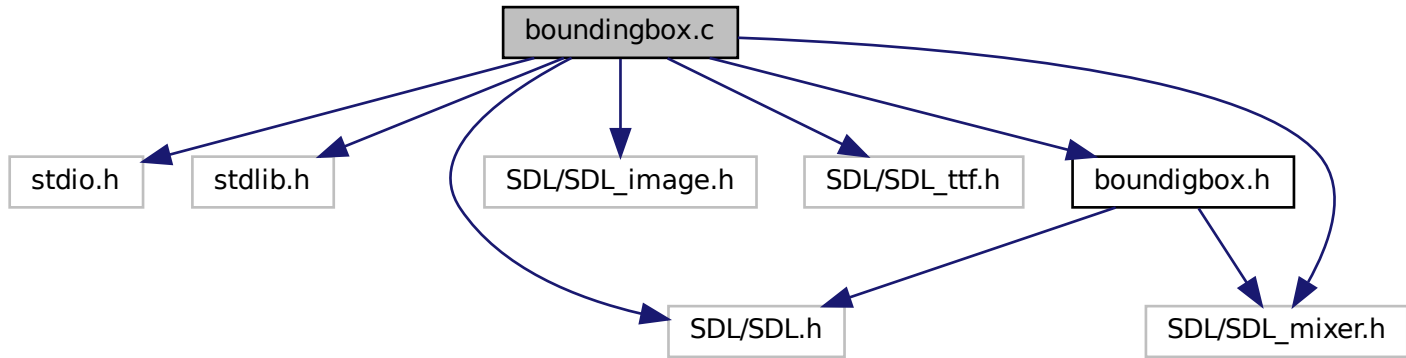 boundingbox.c
stdio.h
stdlib.h
SDL/SDL_image.h
SDL/SDL_ttf.h
boundigbox.h
SDL/SDL.h
SDL/SDL_mixer.h